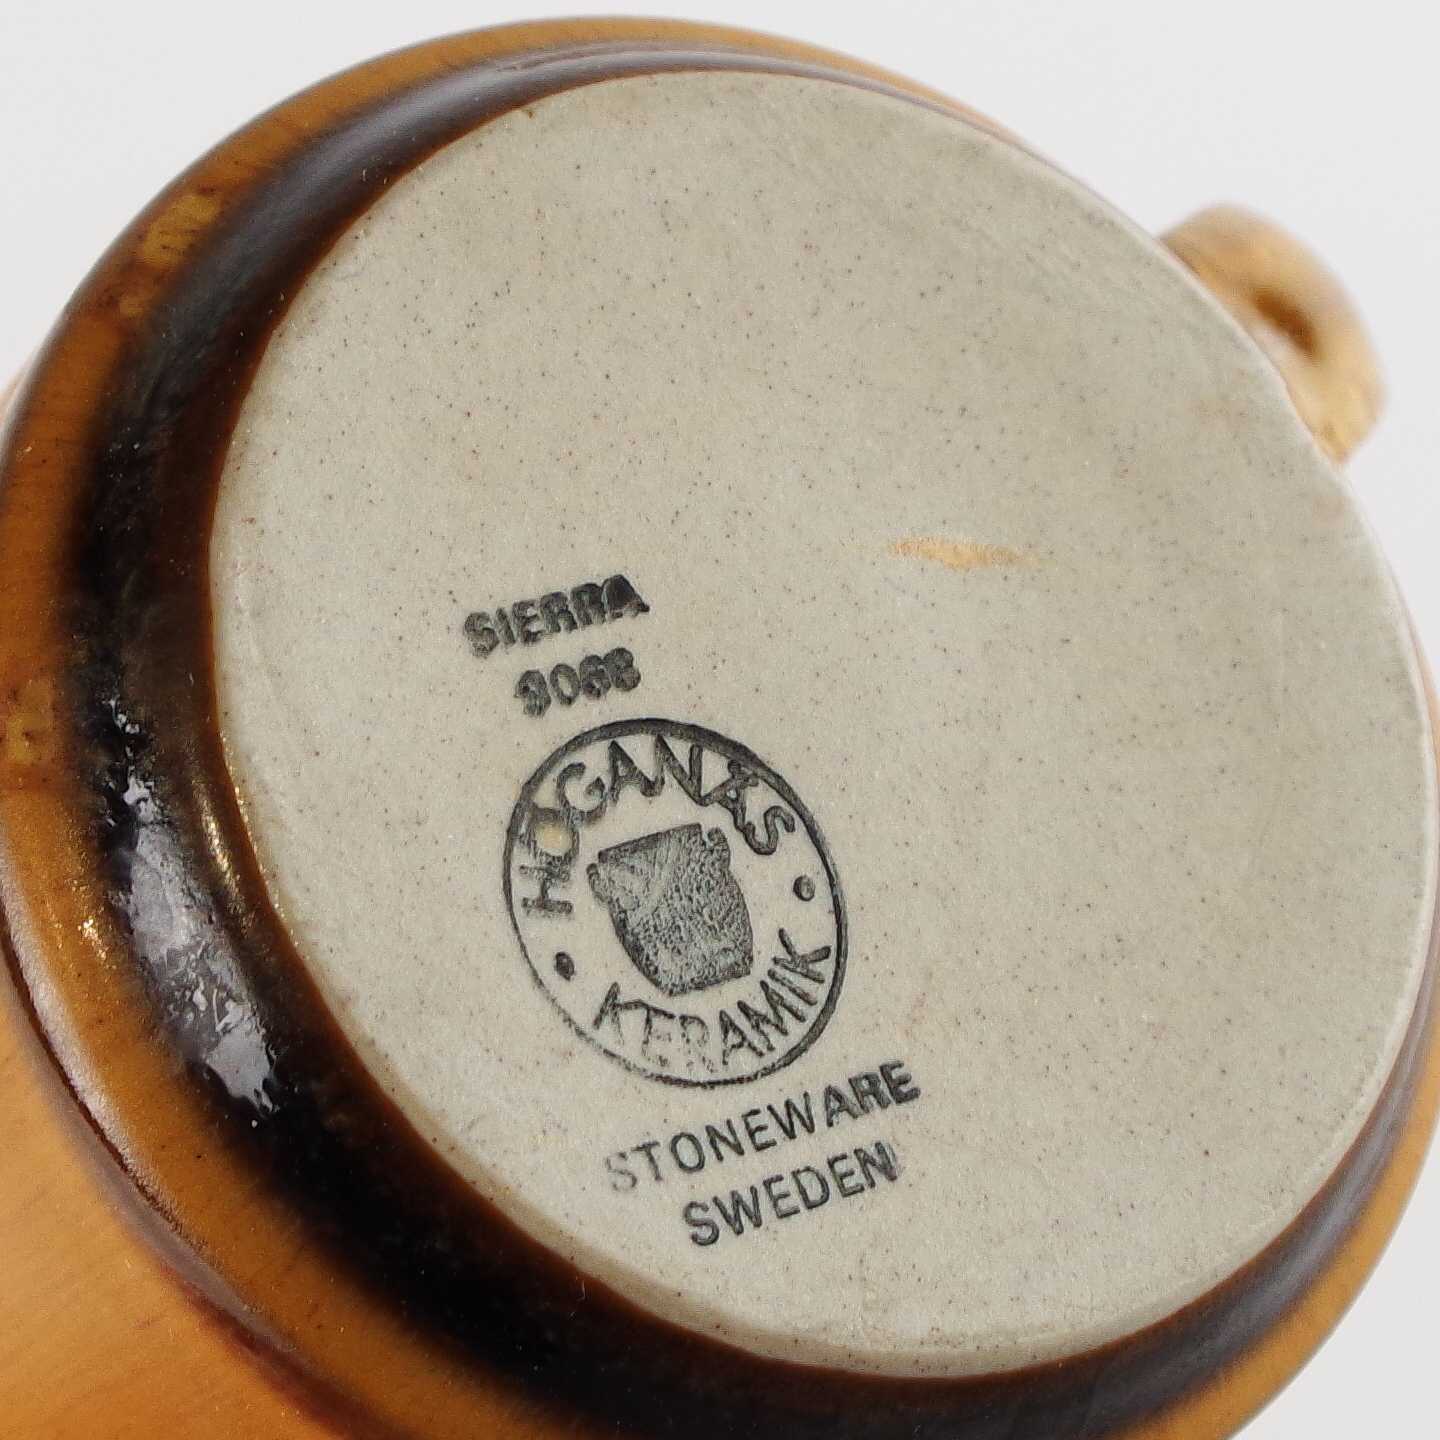 SIERRA
9068
HÖGANÄS
KERAMIK
STONEWARE
SWEDEN